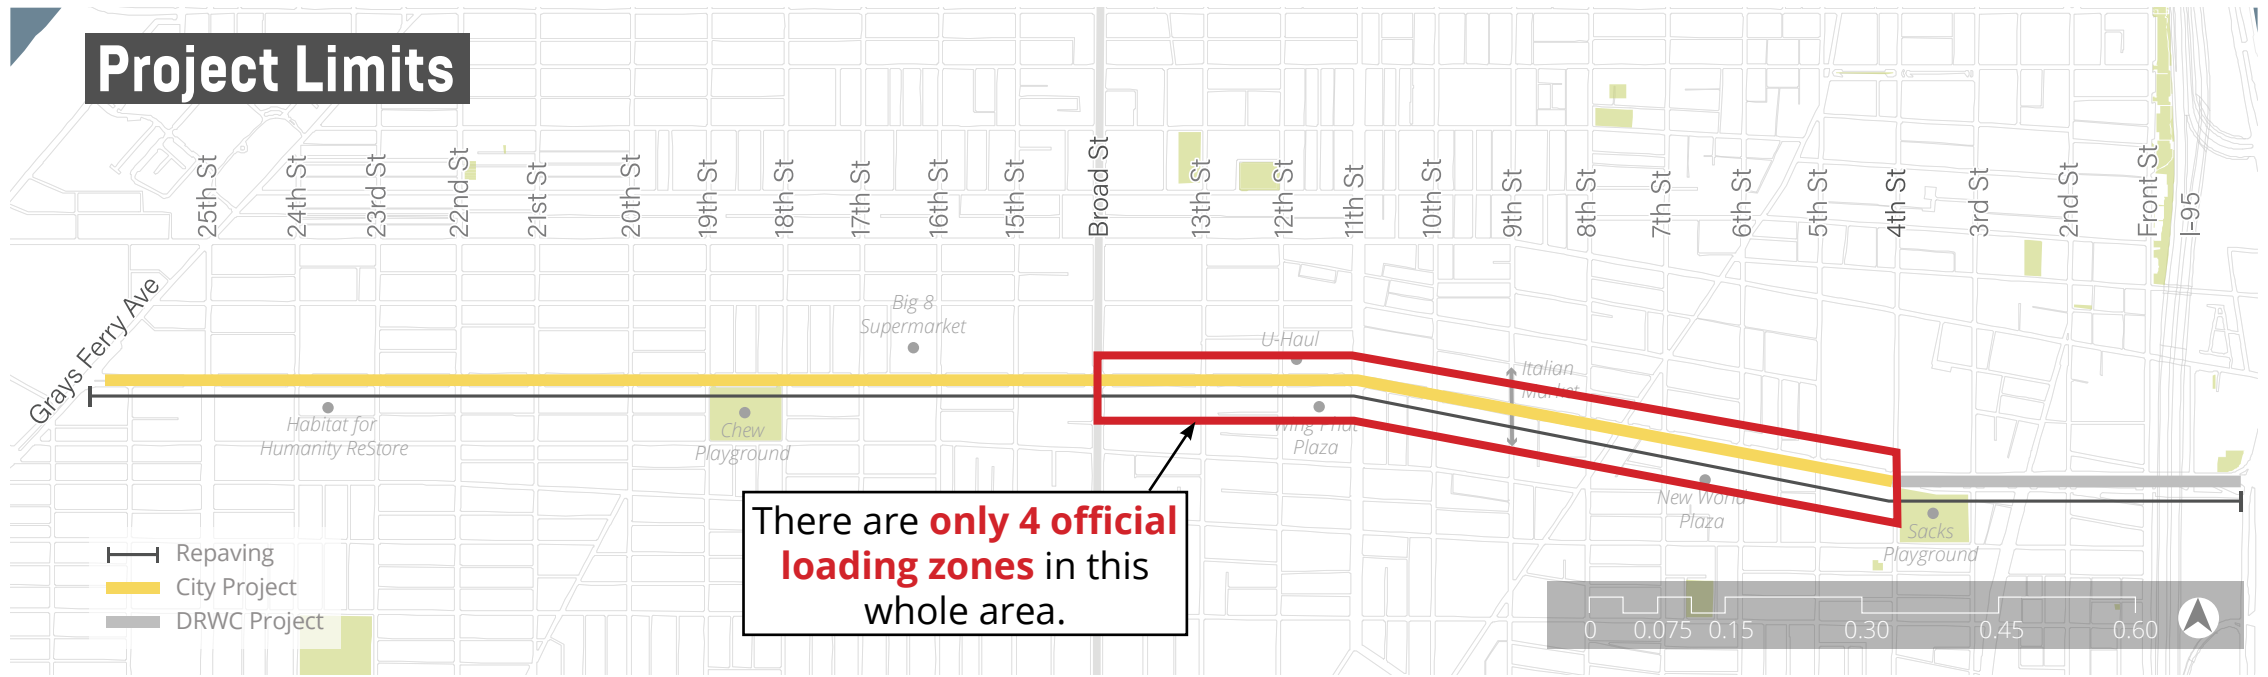 Project Limits
25th St
24th St
23rd St
22nd St
21st St
20th St
19th St
18th St
17th St
16th St
15th St
Broad St
13th St
12th St
11th St
10th St
9th St
8th St
7th St
6th St
5th St
4th St
3rd St
2nd St
Front St
I-95
Grays Ferry Ave
Big 8
Supermarket
U-Haul
Italian
Market
Habitat for
Humanity ReStore
Chew
Playground
Wing Phat
Plaza
New World
Plaza
Sacks
Playground
There are only 4 official
loading zones in this
whole area.
Repaving
City Project
DRWC Project
0 0.075 0.15 0.30 0.45 0.60